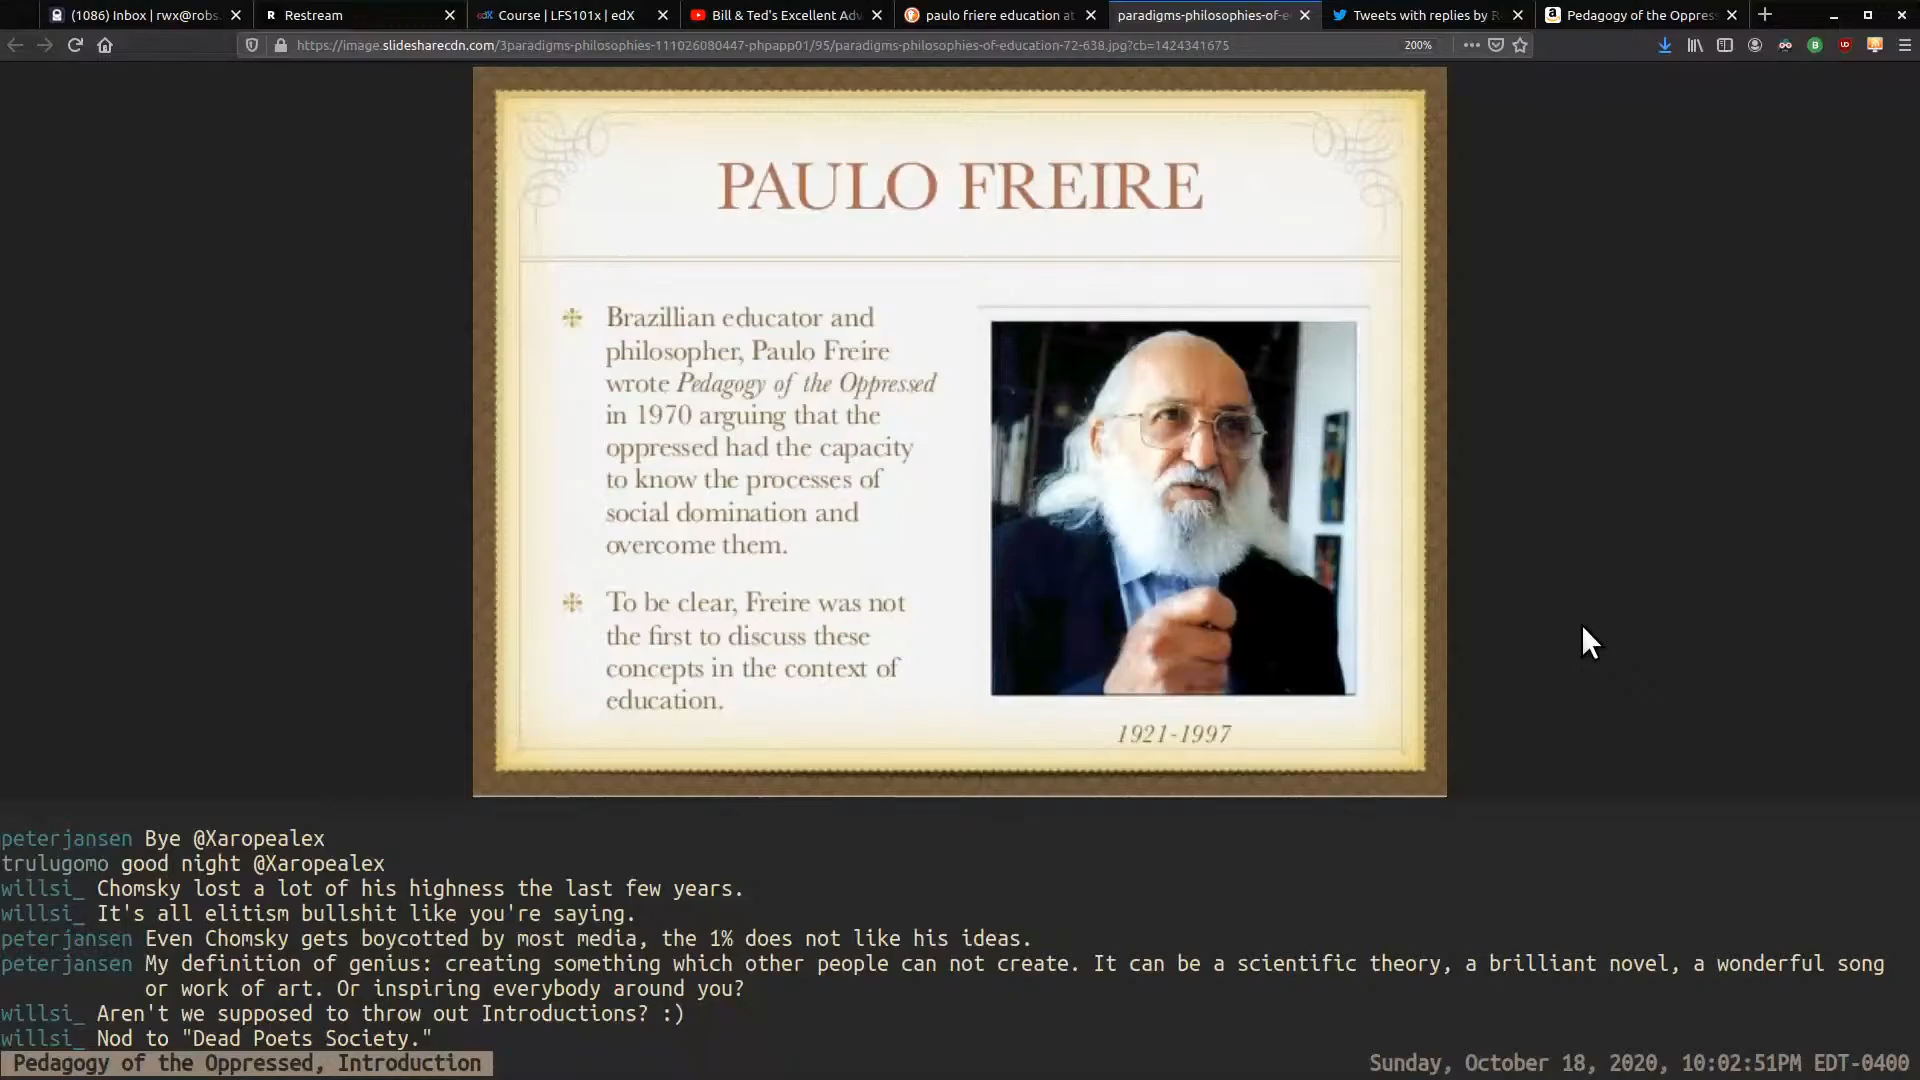 (1086) Inbox | rwx@robs
Restream
Course | LFS101x | edX
Bill & Ted's Excellent Adv
paulo friere education at
paradigms-philosophies-of-e
Tweets with replies by R
Pedagogy of the Oppress
https://image.slidesharecdn.com/3paradigms-philosophies-111026080447-phpapp01/95/paradigms-philosophies-of-education-72-638.jpg?cb=1424341675
200%
PAULO FREIRE
Brazillian educator and
philosopher, Paulo Freire
wrote Pedagogy of the Oppressed
in 1970 arguing that the
oppressed had the capacity
to know the processes of
social domination and
overcome them.
To be clear, Freire was not
the first to discuss these
concepts in the context of
education.
1921-1997
peterjansen Bye @Xaropealex
trulugomo good night @Xaropealex
willsi_ Chomsky lost a lot of his highness the last few years.
willsi_ It's all elitism bullshit like you're saying.
peterjansen Even Chomsky gets boycotted by most media, the 1% does not like his ideas.
peterjansen My definition of genius: creating something which other people can not create. It can be a scientific theory, a brilliant novel, a wonderful song
or work of art. Or inspiring everybody around you?
willsi_ Aren't we supposed to throw out Introductions? :)
willsi_ Nod to "Dead Poets Society."
Pedagogy of the Oppressed, Introduction
Sunday, October 18, 2020, 10:02:51PM EDT-0400